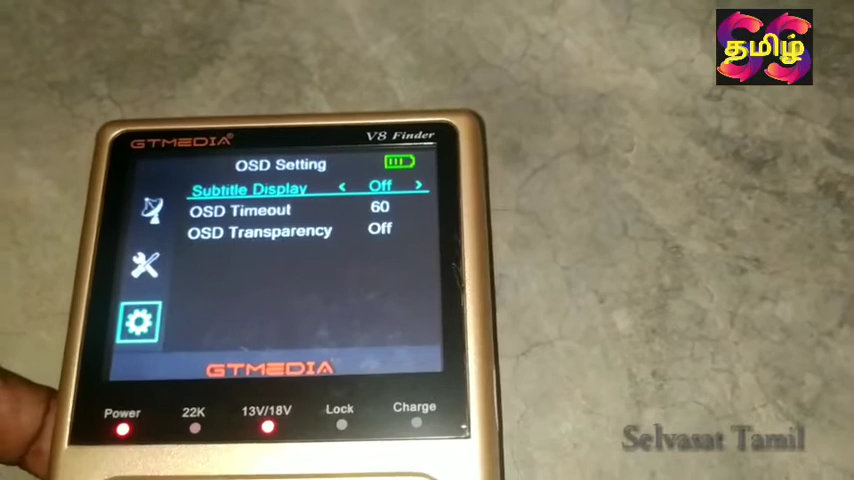 தமிழ்
GTMEDIA® V8 Finder
OSD Setting
Subtitle Display < Off >
OSD Timeout 60
OSD Transparency Off
GTMEDIA
Power 22K 13V/18V Lock Charge
Selvasat Tamil